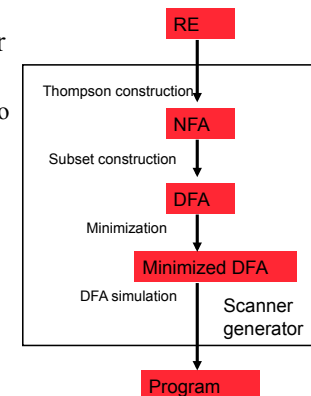 RE
r
Thompson construction
o
NFA
Subset construction
DFA
Minimization
Minimized DFA
DFA simulation
Scanner
generator
Program